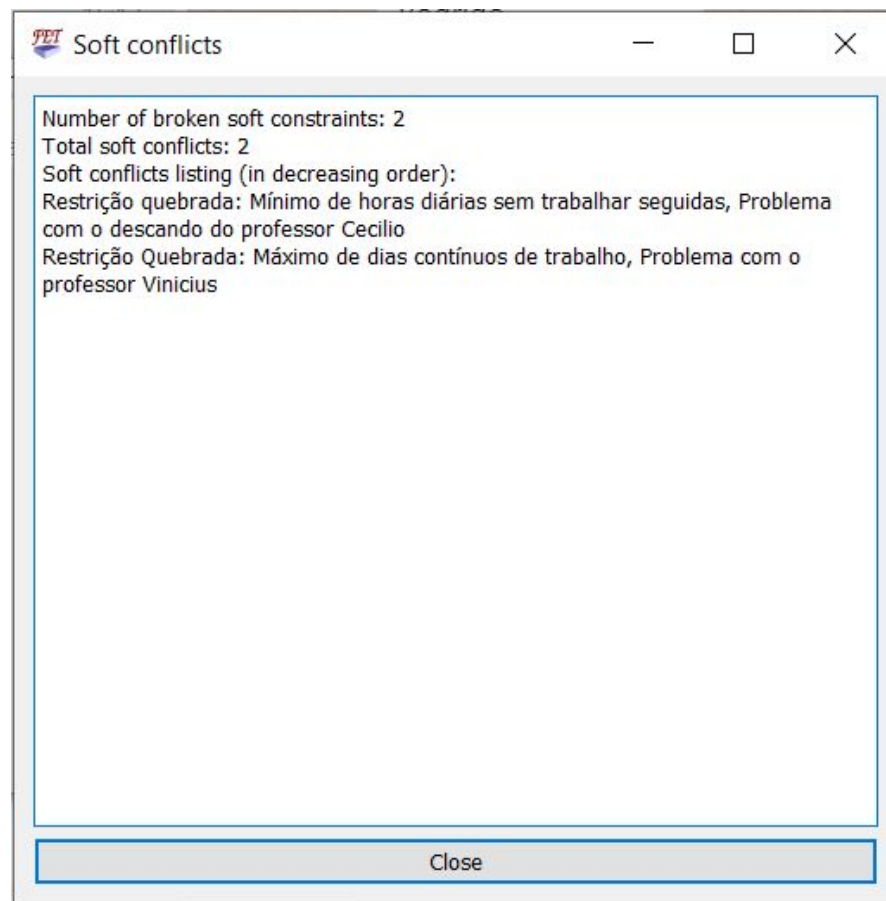 FET
Soft conflicts
Number of broken soft constraints: 2
Total soft conflicts: 2
Soft conflicts listing (in decreasing order):
Restrição quebrada: Mínimo de horas diárias sem trabalhar seguidas, Problema
com o descando do professor Cecilio
Restrição Quebrada: Máximo de dias contínuos de trabalho, Problema com o
professor Vinicius
Close